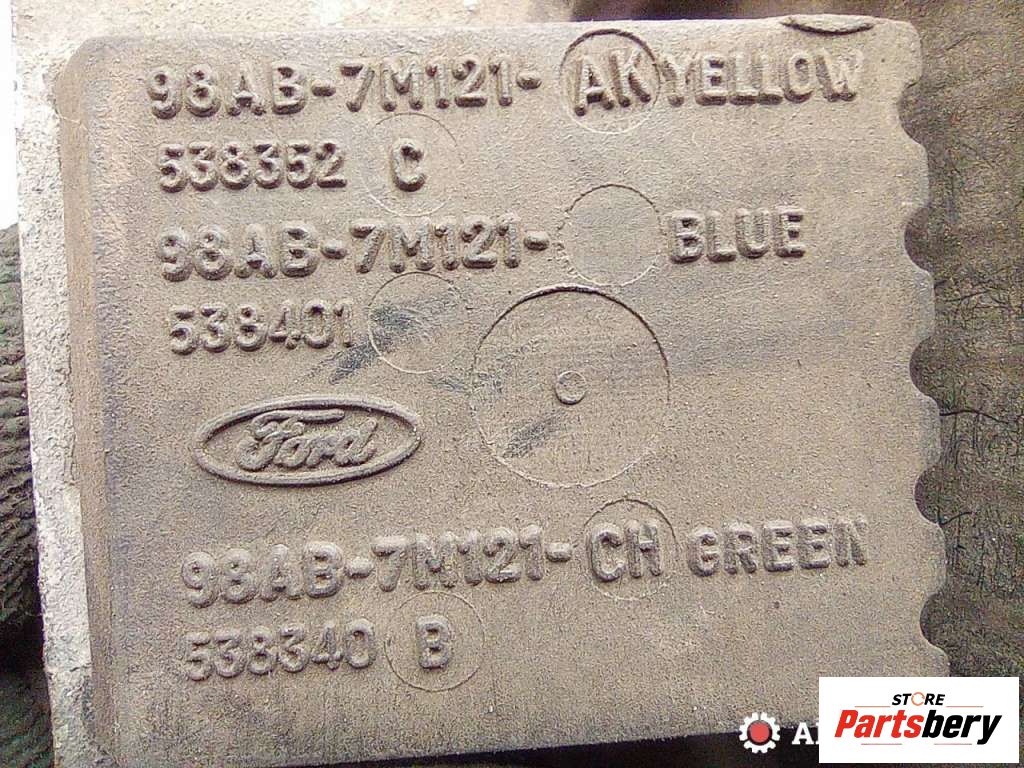 98AB-7M121-AK YELLOW
538352 C
98AB-7M121- BLUE
538401
Ford
98AB-7M121-CH GREEN
538340 B
STORE
Partsbery